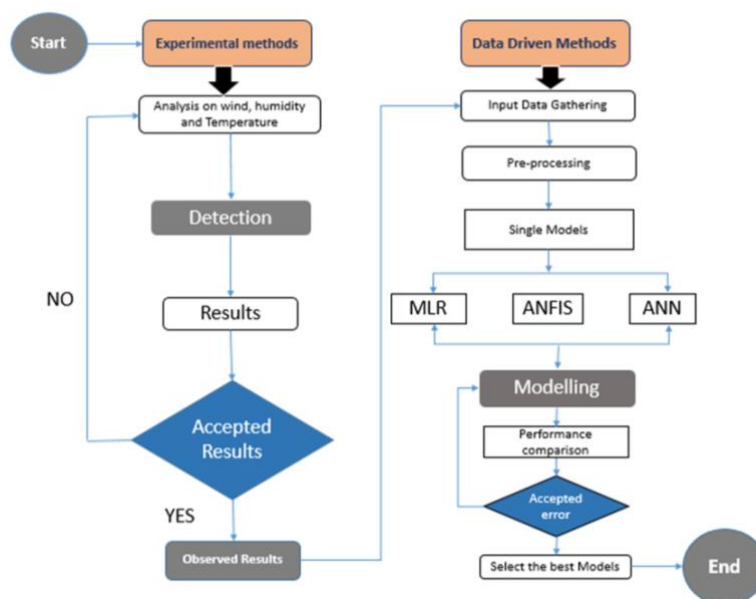 Start
Experimental methods
Analysis on wind, humidity
and Temperature
Detection
Results
NO
Accepted
Results
YES
Observed Results
Data Driven Methods
Input Data Gathering
Pre-processing
Single Models
MLR
ANFIS
ANN
Modelling
Performance
comparison
Accepted
error
Select the best Models
End